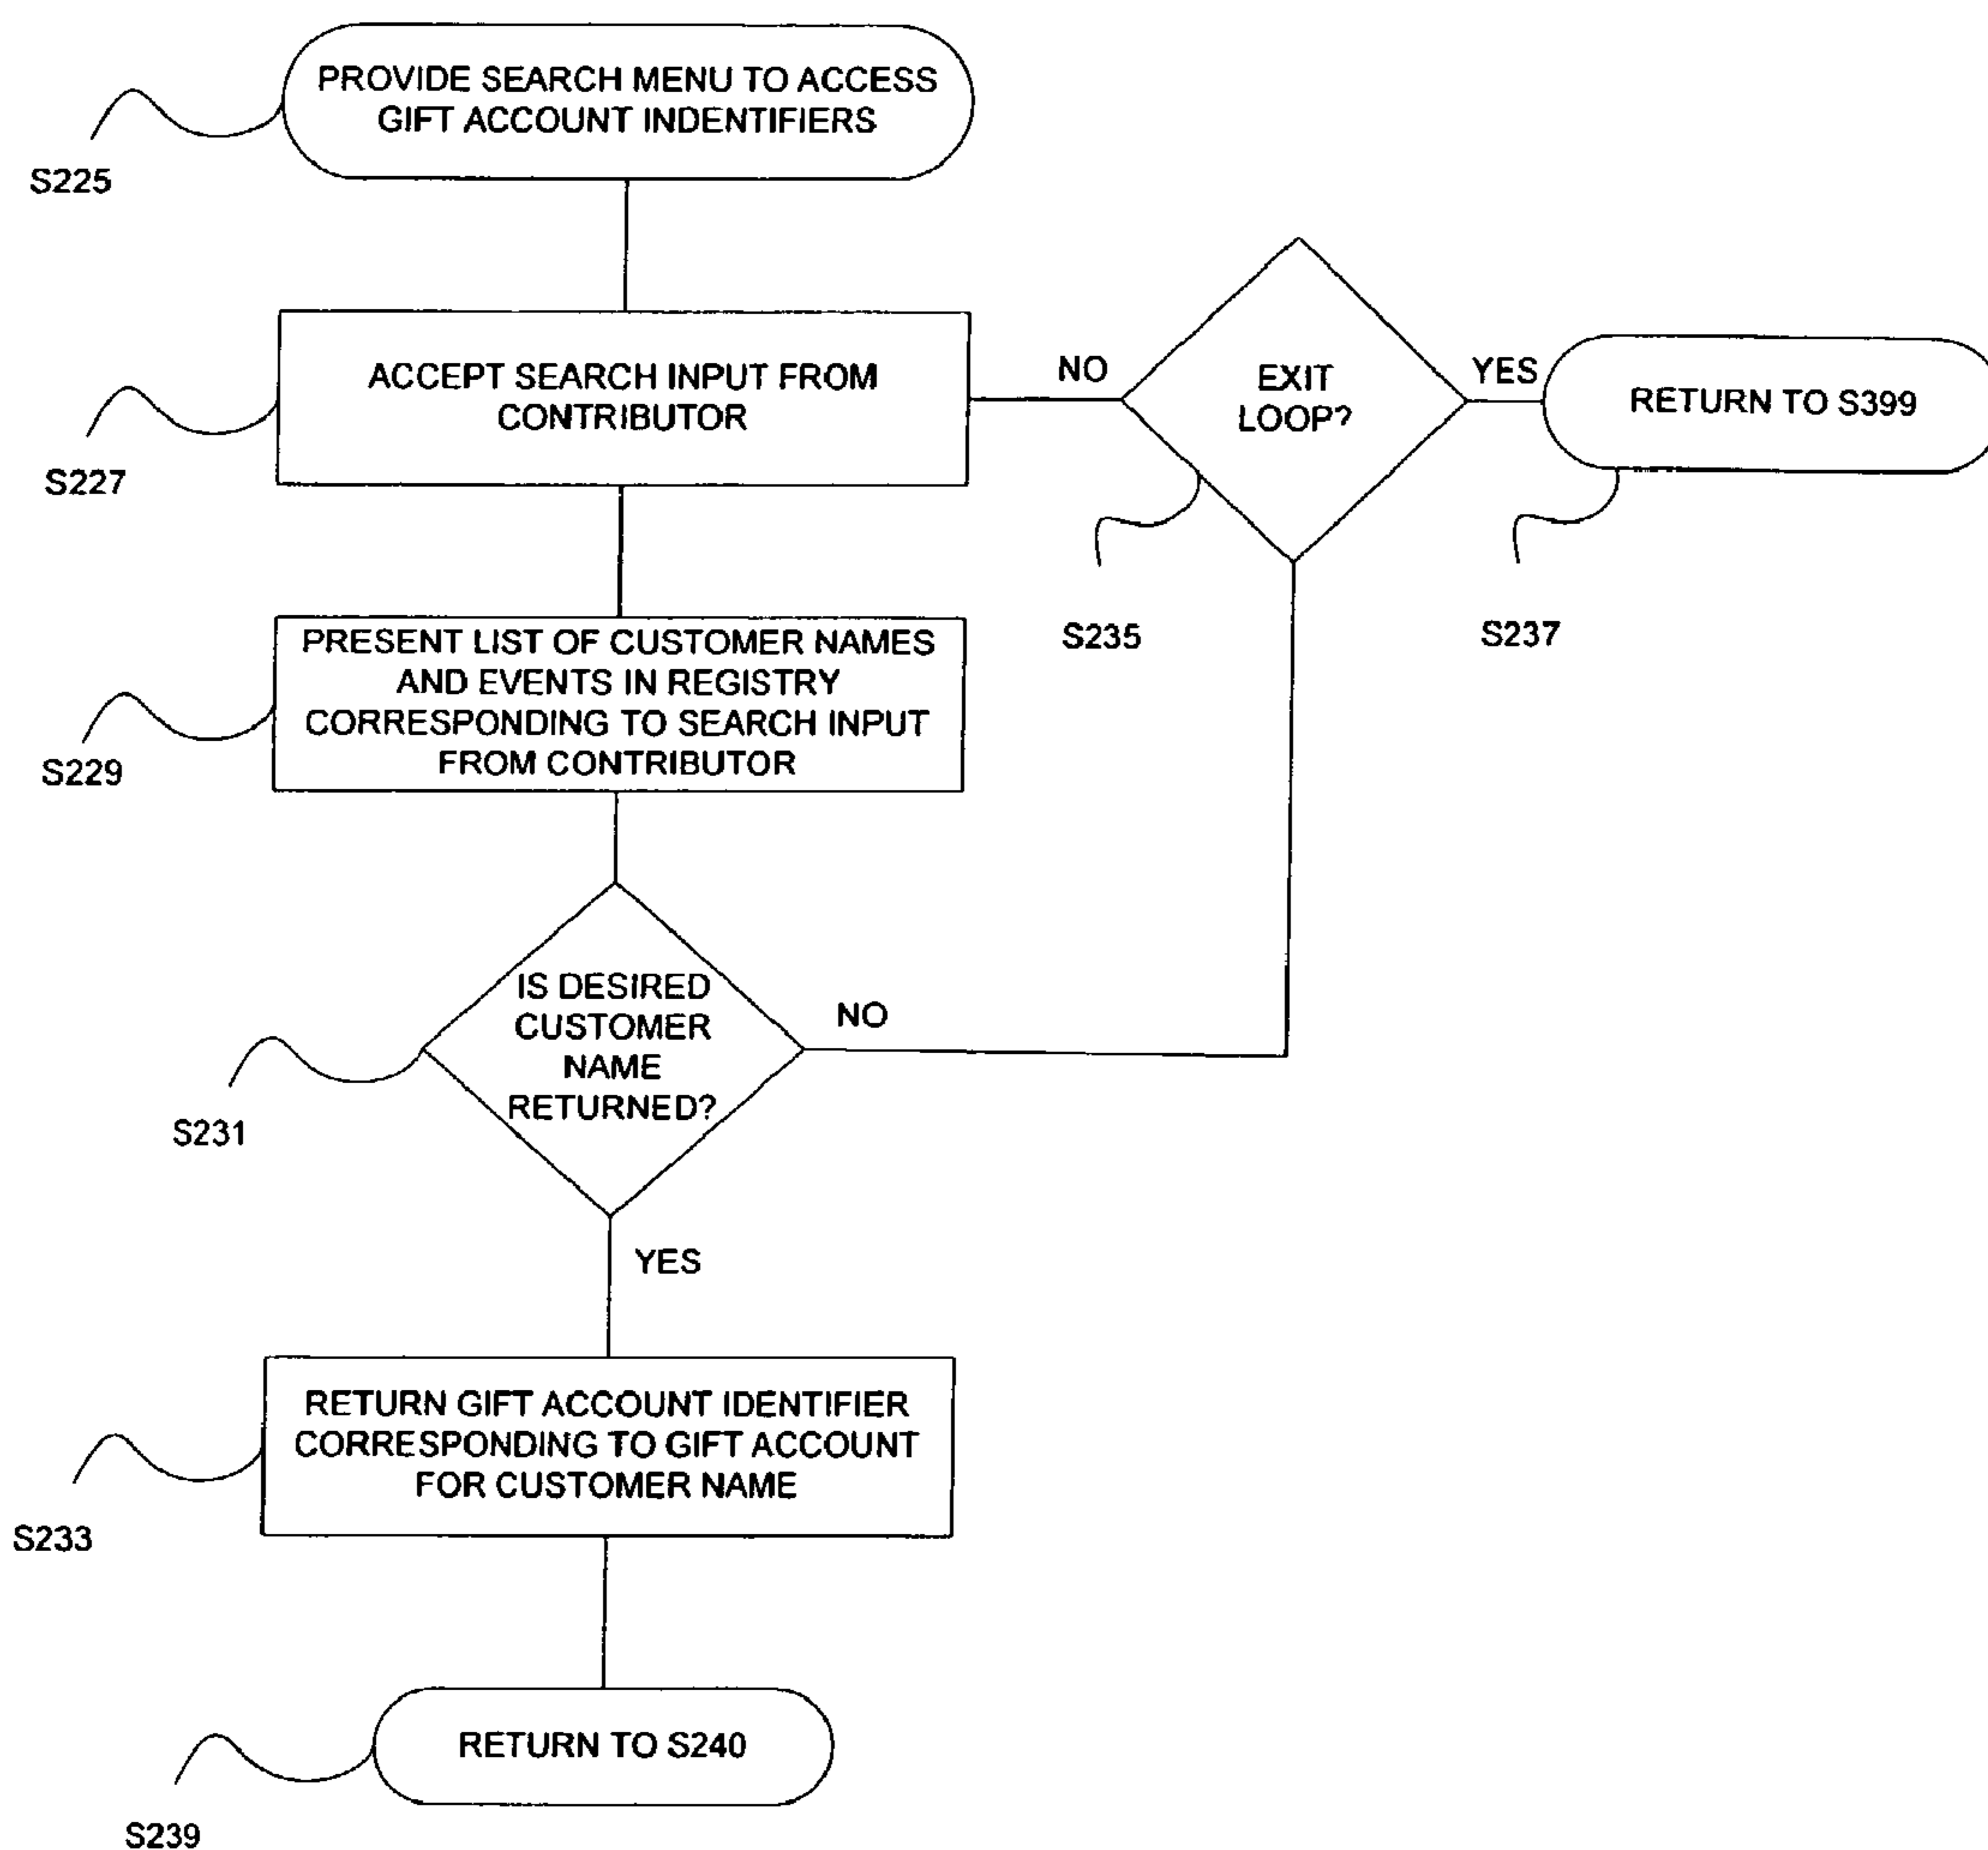 PROVIDE SEARCH MENU TO ACCESS
GIFT ACCOUNT INDENTIFIERS
S225
ACCEPT SEARCH INPUT FROM
CONTRIBUTOR
S227
NO
EXIT
LOOP?
YES
RETURN TO S399
S235
S237
PRESENT LIST OF CUSTOMER NAMES
AND EVENTS IN REGISTRY
CORRESPONDING TO SEARCH INPUT
FROM CONTRIBUTOR
S229
IS DESIRED
CUSTOMER
NAME
RETURNED?
NO
S231
YES
RETURN GIFT ACCOUNT IDENTIFIER
CORRESPONDING TO GIFT ACCOUNT
FOR CUSTOMER NAME
S233
RETURN TO S240
S239